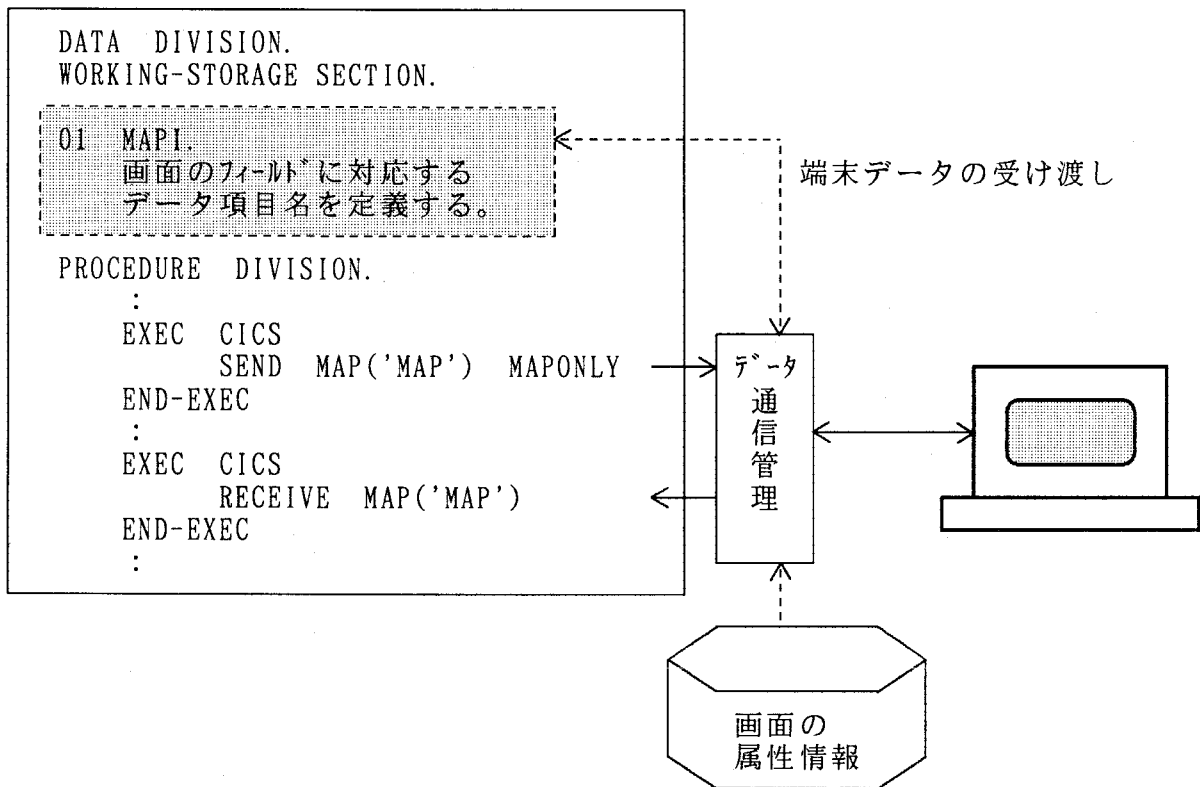 DATA DIVISION.
WORKING-STORAGE SECTION.
01 MAPI.
画面のﾌｨｰﾙﾄﾞに対応する
データ項目名を定義する。
端末データの受け渡し
PROCEDURE DIVISION.
:
EXEC CICS
SEND MAP('MAP') MAPONLY
END-EXEC
:
EXEC CICS
RECEIVE MAP('MAP')
END-EXEC
:
ﾃﾞｰﾀ
通
信
管
理
画面の
属性情報